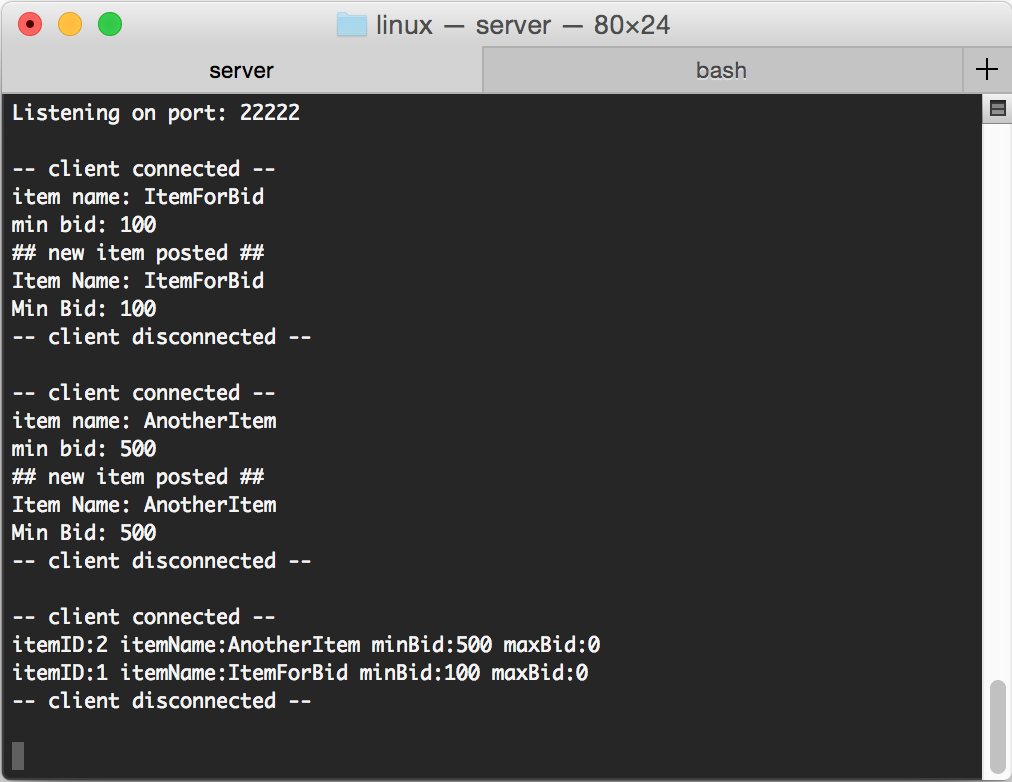 linux — server — 80×24
server
bash
Listening on port: 22222
-- client connected --
item name: ItemForBid
min bid: 100
## new item posted ##
Item Name: ItemForBid
Min Bid: 100
-- client disconnected --
-- client connected --
item name: AnotherItem
min bid: 500
## new item posted ##
Item Name: AnotherItem
Min Bid: 500
-- client disconnected --
-- client connected --
itemID:2 itemName:AnotherItem minBid:500 maxBid:0
itemID:1 itemName:ItemForBid minBid:100 maxBid:0
-- client disconnected --